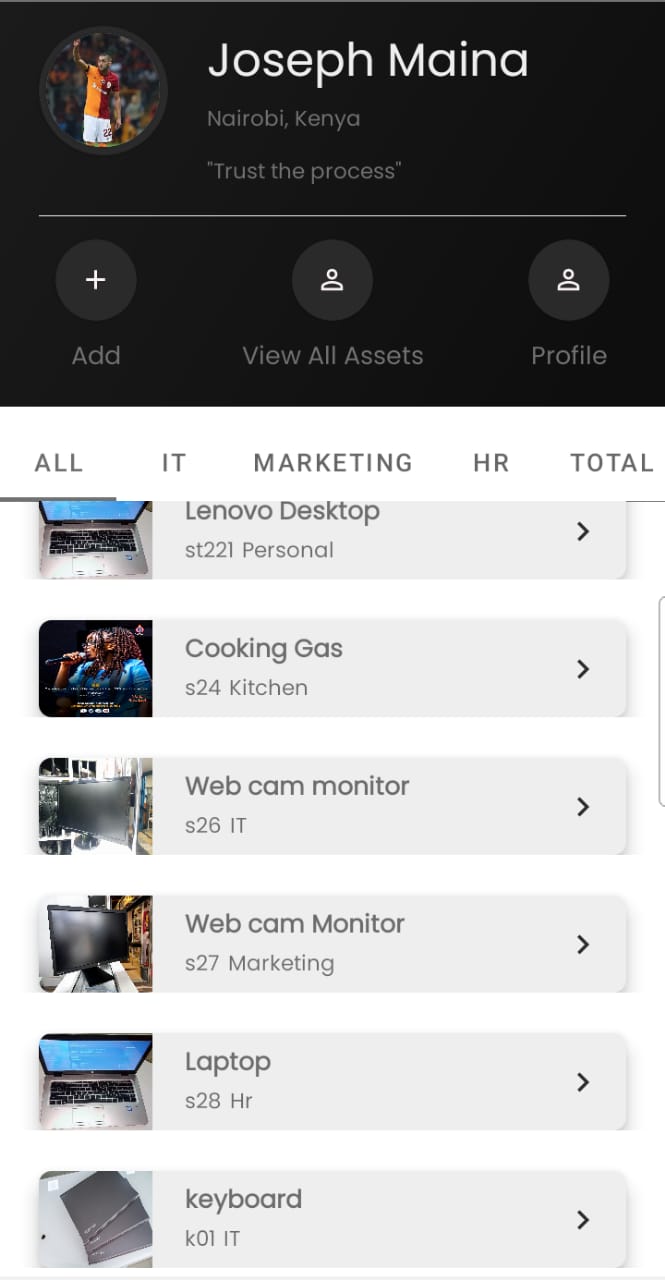 Joseph Maina
Nairobi, Kenya
"Trust the process"
Add
View All Assets
Profile
ALL IT MARKETING HR TOTAL
Lenovo Desktop
st221 Personal
Cooking Gas
s24 Kitchen
Web cam monitor
s26 IT
Web cam Monitor
s27 Marketing
Laptop
s28 Hr
keyboard
k01 IT